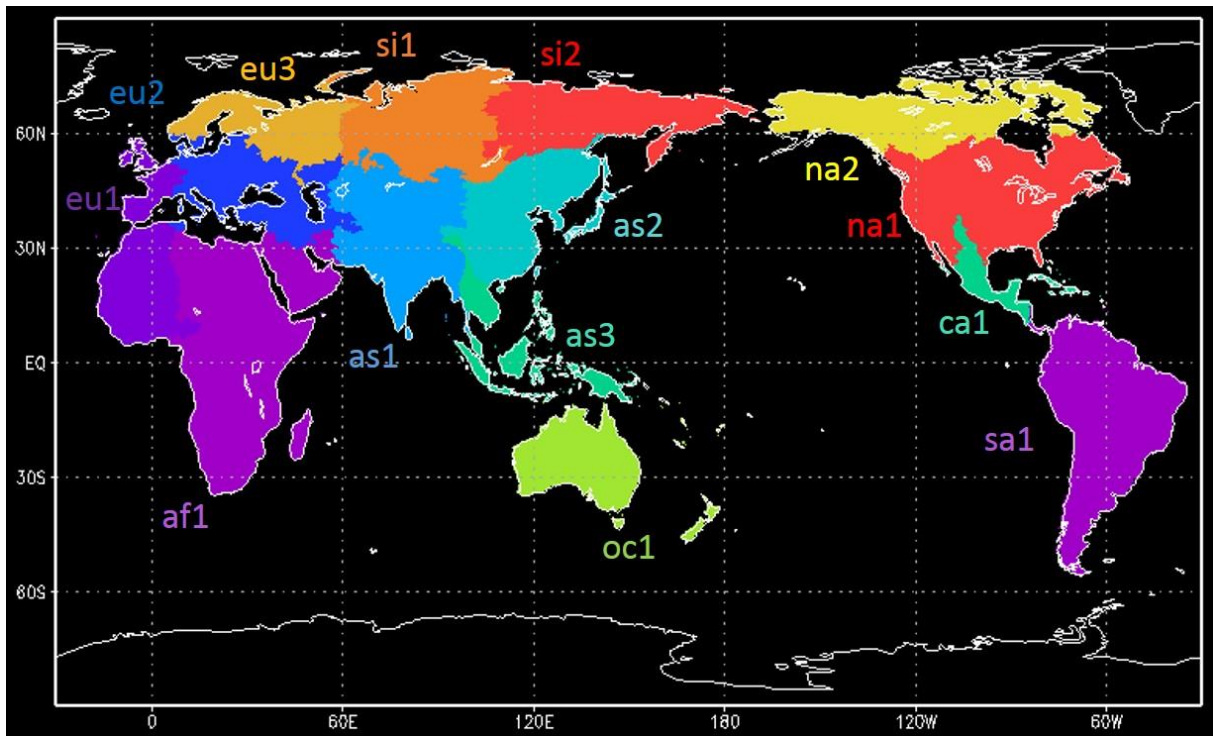 si1
si2
eu3
eu2
60N
na2
eu1
as2
na1
30N
ca1
as3
as1
EQ
sa1
30S
af1
oc1
60S
0
60E
120E
180
120W
60W